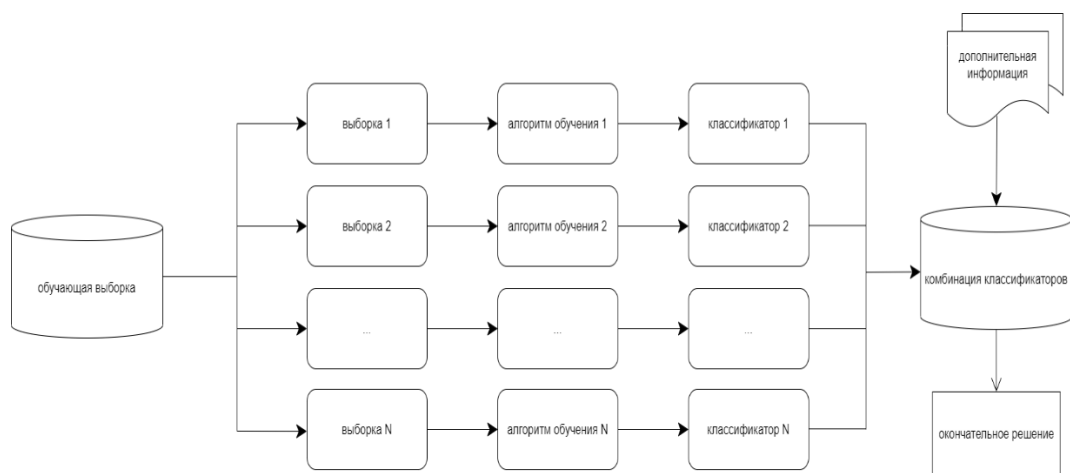 дополнительная
информация
выборка 1
алгоритм обучения 1
классификатор 1
выборка 2
алгоритм обучения 2
классификатор 2
обучающая выборка
комбинация классификаторов
...
...
...
выборка N
алгоритм обучения N
классификатор N
окончательное решение